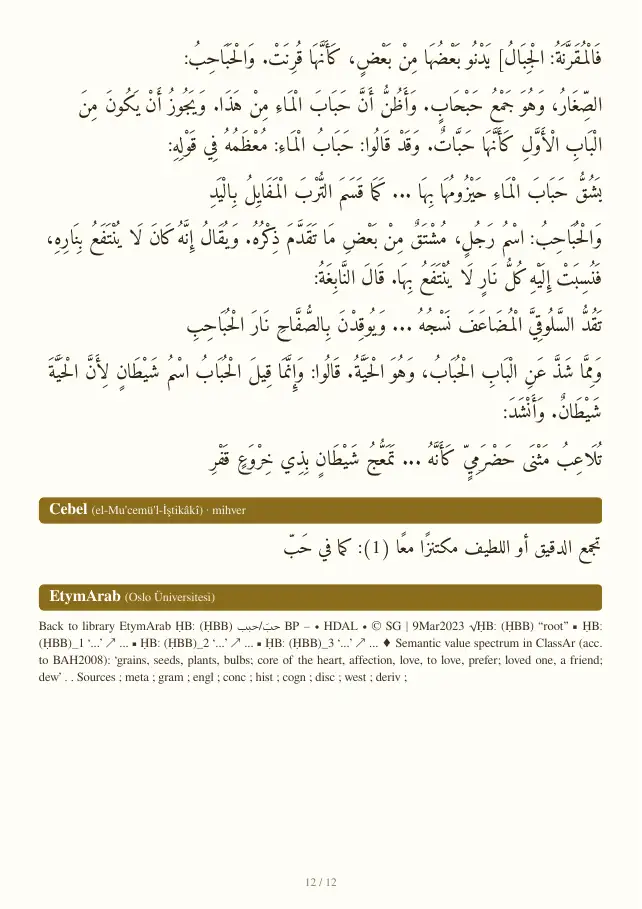 فَالْمُقَرَّنَةُ: الْجِبَالُ] يَدْنُو بَعْضُهَا مِنْ بَعْضٍ، كَأَنَّهَا قُرِنَتْ. وَالْحَبَاحِبُ:
الصِّغَارُ، وَهُوَ جَمْعُ حَبْحَابٍ. وَأَظُنُّ أَنَّ حَبَابَ الْمَاءِ مِنْ هَذَا. وَيَجُوزُ أَنْ يَكُونَ مِنَ
الْبَابِ الْأَوَّلِ كَأَنَّهَا حَبَّاتٌ. وَقَدْ قَالُوا: حَبَابُ الْمَاءِ: مُعْظَمُهُ فِي قَوْلِهِ:
يَشُقُّ حَبَابَ الْمَاءِ حَيْزُومُهَا بِهَا ... كَمَا قَسَمَ التُّرْبَ الْمَفَايِلُ بِالْيَدِ
وَالْحُبَاحِبُ: اسْمُ رَجُلٍ، مُشْتَقٌّ مِنْ بَعْضِ مَا تَقَدَّمَ ذِكْرُهُ. وَيُقَالُ إِنَّهُ كَانَ لَا يُنْتَفَعُ بِنَارِهِ،
فَنُسِبَتْ إِلَيْهِ كُلُّ نَارٍ لَا يُنْتَفَعُ بِهَا. قَالَ النَّابِغَةُ:
تَقُدُّ السَّلُوقِيَّ الْمُضَاعَفَ نَسْجُهُ ... وَيُوقِدْنَ بِالصُّفَّاحِ نَارَ الْحُبَاحِبِ
وَمِمَّا شَذَّ عَنِ الْبَابِ الْحُبَابُ، وَهُوَ الْحَيَّةُ. قَالُوا: وَإِنَّمَا قِيلَ الْحُبَابُ اسْمُ شَيْطَانٍ لِأَنَّ الْحَيَّةَ
شَيْطَانٌ. وَأَنْشَدَ:
تُلَاعِبُ مَثْنَى حَضْرَمِيٍّ كَأَنَّهُ ... تَمَعُّجُ شَيْطَانٍ بِذِي خِرْوَعٍ قَفْرِ
Cebel (el-Mu'cemü'l-İştikâkî) · mihver
تجمع الدقيق أو اللطيف مكتنزًا معًا (1): كما في حَبّ
EtymArab (Oslo Üniversitesi)
Back to library EtymArab ḤB: (ḤBB) حبّ/حبب BP – • HDAL • © SG | 9Mar2023 √ḤB: (ḤBB) “root” ▪ ḤB:
(ḤBB)_1 ‘...’ ↗ ... ▪ ḤB: (ḤBB)_2 ‘...’ ↗ ... ▪ ḤB: (ḤBB)_3 ‘...’ ↗ ... ♦ Semantic value spectrum in ClassAr (acc.
to BAH2008): ‘grains, seeds, plants, bulbs; core of the heart, affection, love, to love, prefer; loved one, a friend;
dew’ . . Sources ; meta ; gram ; engl ; conc ; hist ; cogn ; disc ; west ; deriv ;
12 / 12